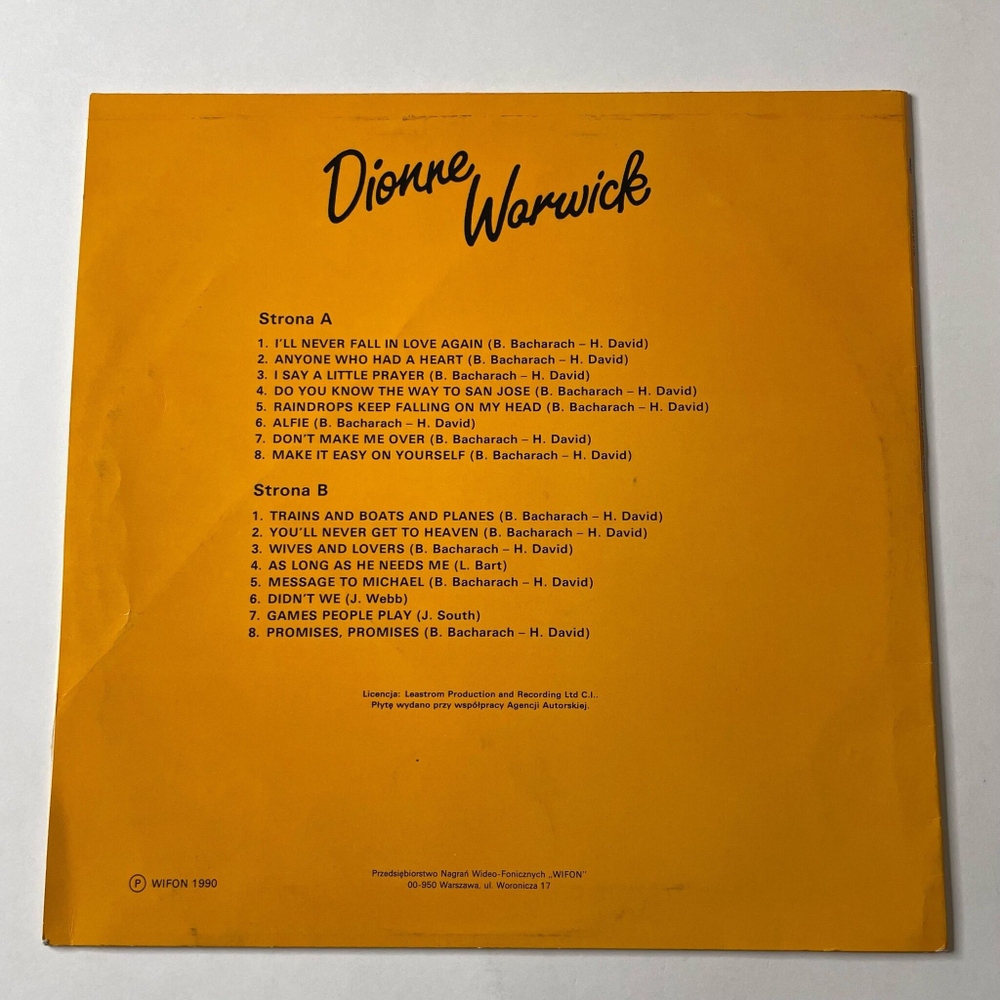 Dionne
Warwick
Strona A
1. I'LL NEVER FALL IN LOVE AGAIN (B. Bacharach – H. David)
2. ANYONE WHO HAD A HEART (B. Bacharach – H. David)
3. I SAY A LITTLE PRAYER (B. Bacharach – H. David)
4. DO YOU KNOW THE WAY TO SAN JOSE (B. Bacharach – H. David)
5. RAINDROPS KEEP FALLING ON MY HEAD (B. Bacharach – H. David)
6. ALFIE (B. Bacharach – H. David)
7. DON'T MAKE ME OVER (B. Bacharach – H. David)
8. MAKE IT EASY ON YOURSELF (B. Bacharach – H. David)
Strona B
1. TRAINS AND BOATS AND PLANES (B. Bacharach – H. David)
2. YOU'LL NEVER GET TO HEAVEN (B. Bacharach – H. David)
3. WIVES AND LOVERS (B. Bacharach – H. David)
4. AS LONG AS HE NEEDS ME (L. Bart)
5. MESSAGE TO MICHAEL (B. Bacharach – H. David)
6. DIDN'T WE (J. Webb)
7. GAMES PEOPLE PLAY (J. South)
8. PROMISES, PROMISES (B. Bacharach – H. David)
Licencja: Leastrom Production and Recording Ltd C.I..
Płytę wydano przy współpracy Agencji Autorskiej.
Ⓟ WIFON 1990
Przedsiębiorstwo Nagrań Wideo-Fonicznych „WIFON"
00-950 Warszawa, ul. Woronicza 17